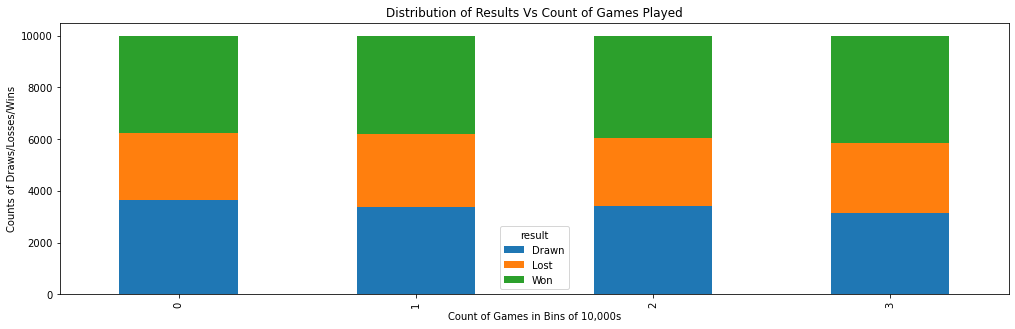 Distribution of Results Vs Count of Games Played
Counts of Draws/Losses/Wins
10000
8000
6000
4000
2000
0
result
Drawn
Lost
Won
0
1
2
3
Count of Games in Bins of 10,000s